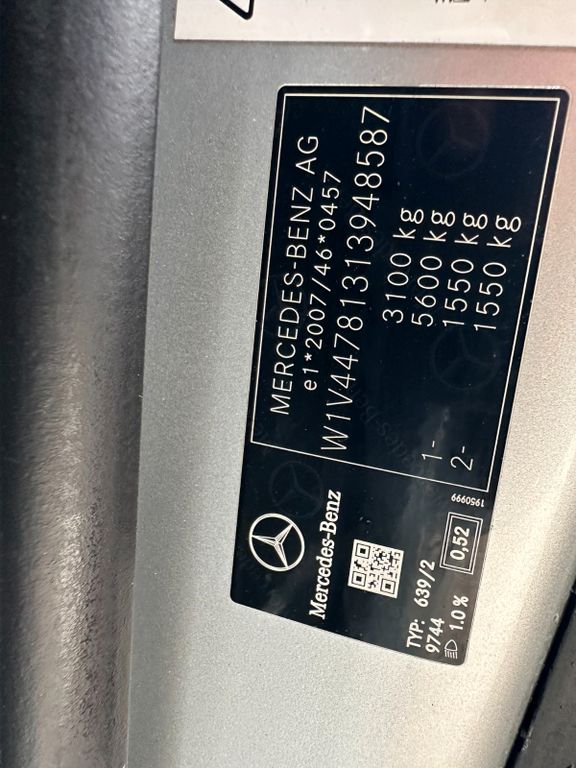 MERCEDES-BENZ AG
e1*2007/46*0457
W1V44781313948587
3100 kg
5600 kg
1- 1550 kg
2- 1550 kg
Mercedes-Benz
TYP: 639/2
9744
1.0 %
0,52
1950999